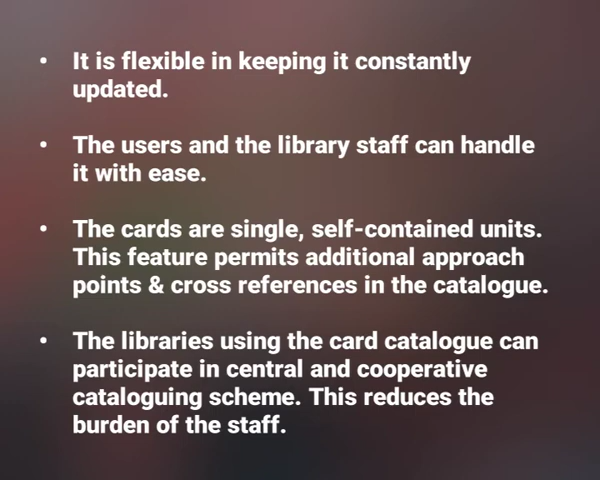 • It is flexible in keeping it constantly
updated.
• The users and the library staff can handle
it with ease.
• The cards are single, self-contained units.
This feature permits additional approach
points & cross references in the catalogue.
• The libraries using the card catalogue can
participate in central and cooperative
cataloguing scheme. This reduces the
burden of the staff.